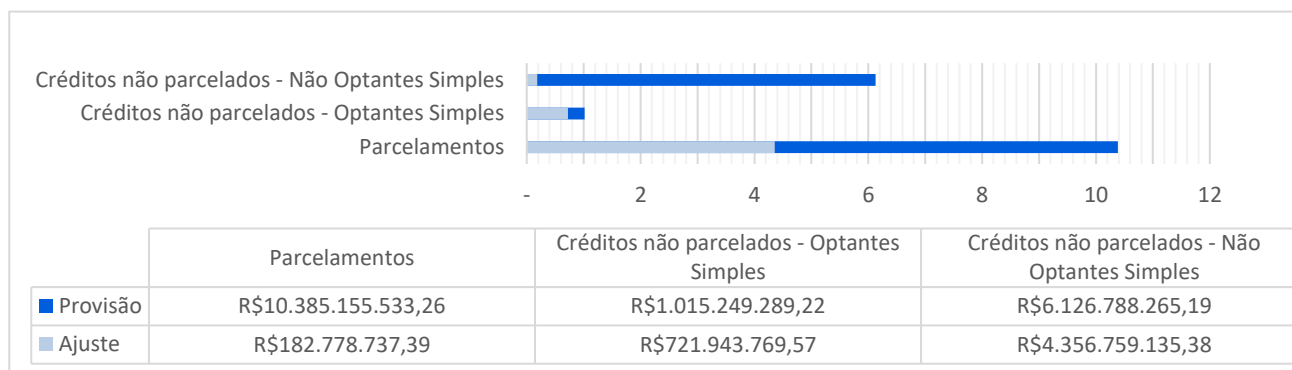 Créditos não parcelados - Não Optantes Simples
Créditos não parcelados - Optantes Simples
Parcelamentos
- 2 4 6 8 10 12
Parcelamentos
Créditos não parcelados - Optantes
Simples
Créditos não parcelados - Não
Optantes Simples
Provisão R$10.385.155.533,26 R$1.015.249.289,22 R$6.126.788.265,19
Ajuste R$182.778.737,39 R$721.943.769,57 R$4.356.759.135,38